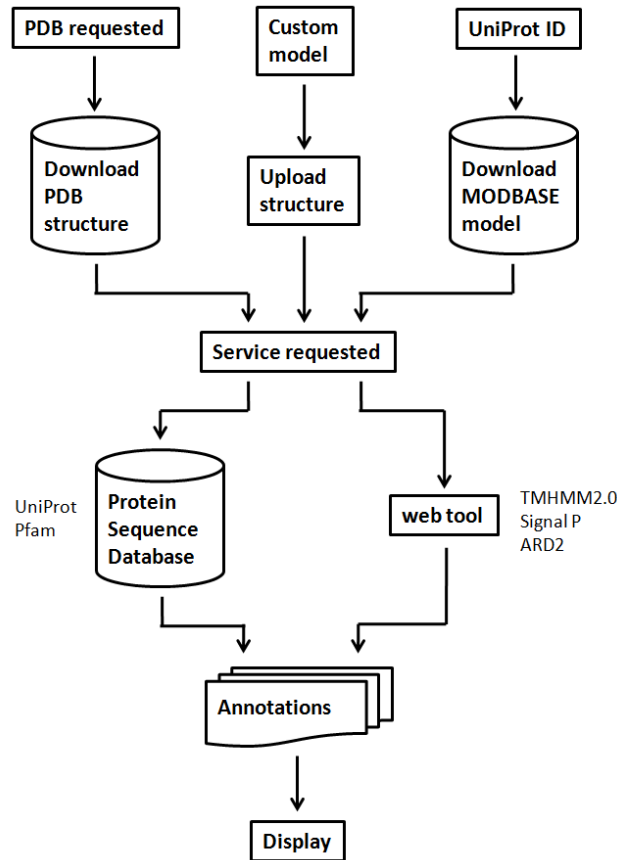 PDB requested
Custom
model
UniProt ID
Download
PDB
structure
Upload
structure
Download
MODBASE
model
Service requested
UniProt
Pfam
Protein
Sequence
Database
web tool
TMHMM2.0
Signal P
ARD2
Annotations
Display